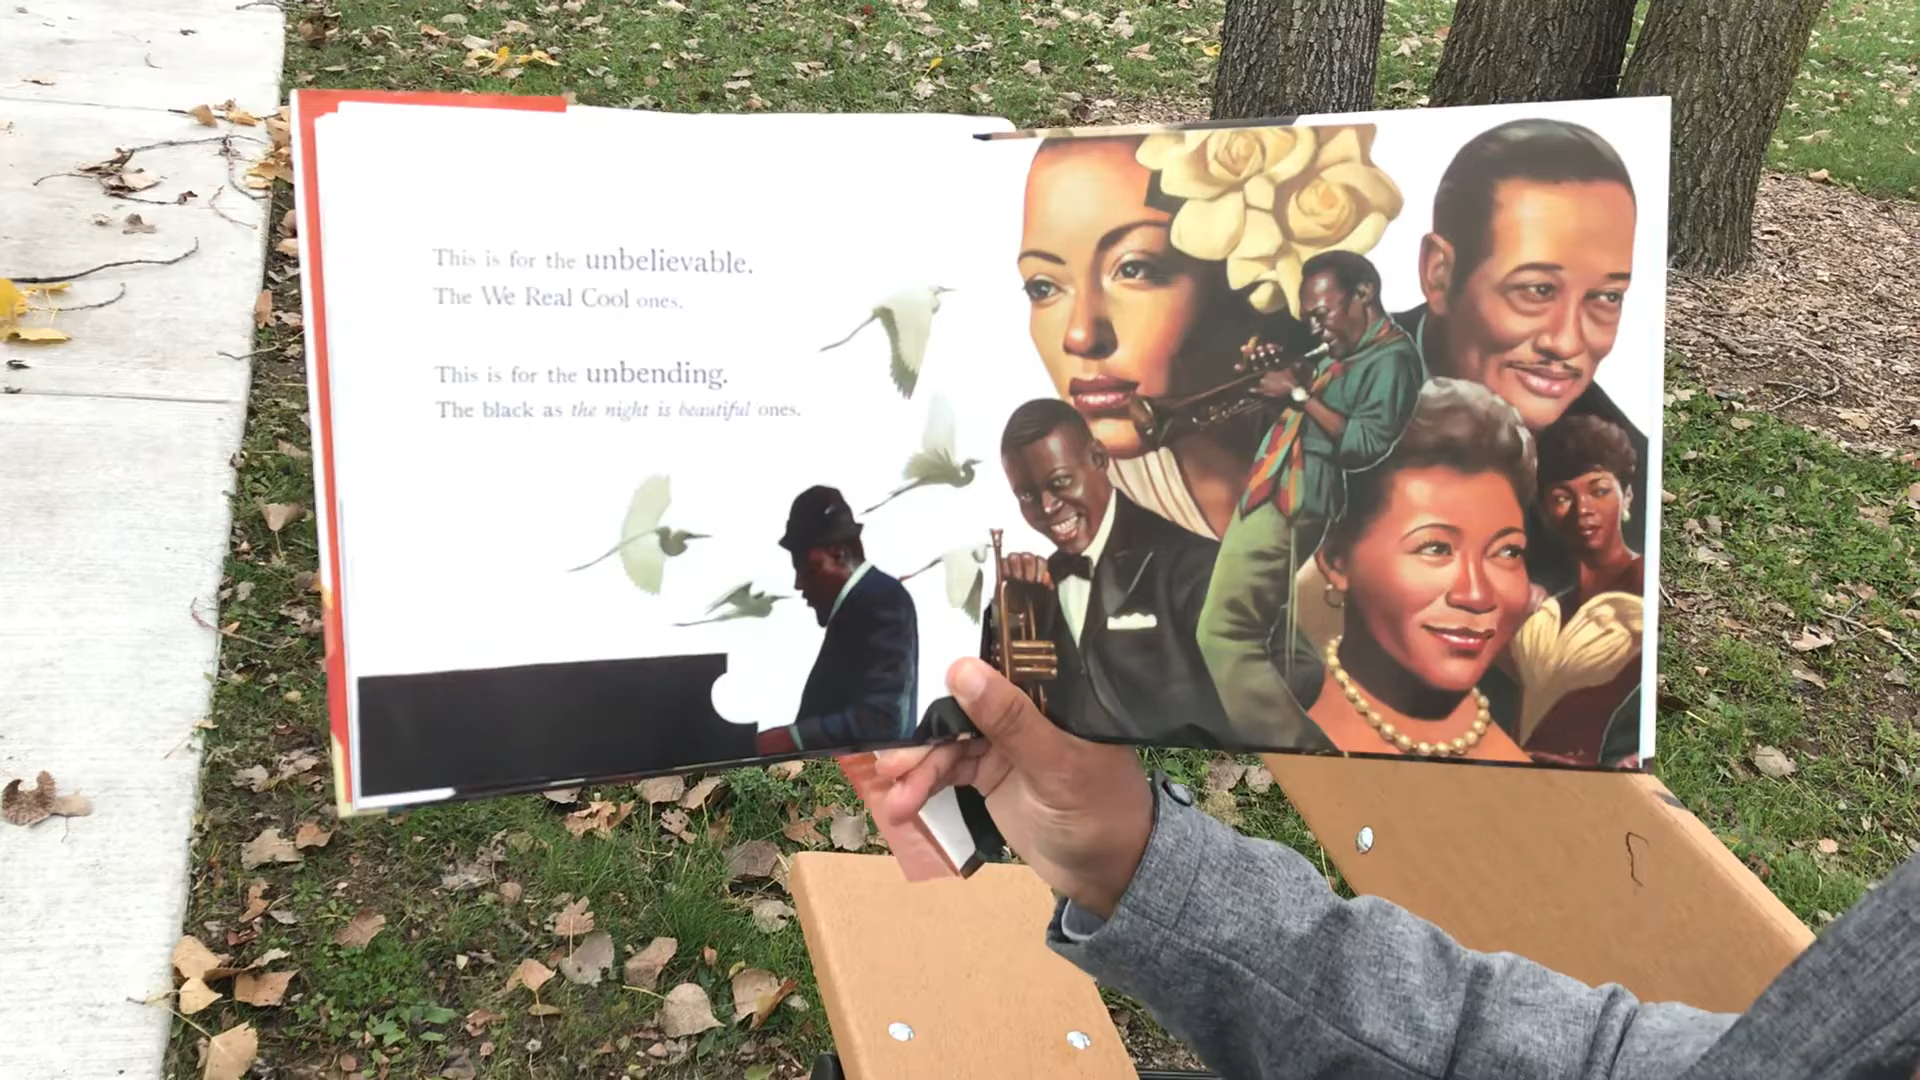 This is for the unbelievable.
The We Real Cool ones.
This is for the unbending.
The black as the night is beautiful ones.